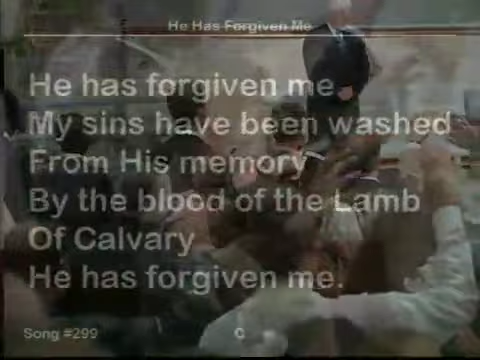 He Has Forgiven Me
He has forgiven me.
My sins have been washed
From His memory
By the blood of the Lamb
Of Calvary
He has forgiven me.
Song #299
C